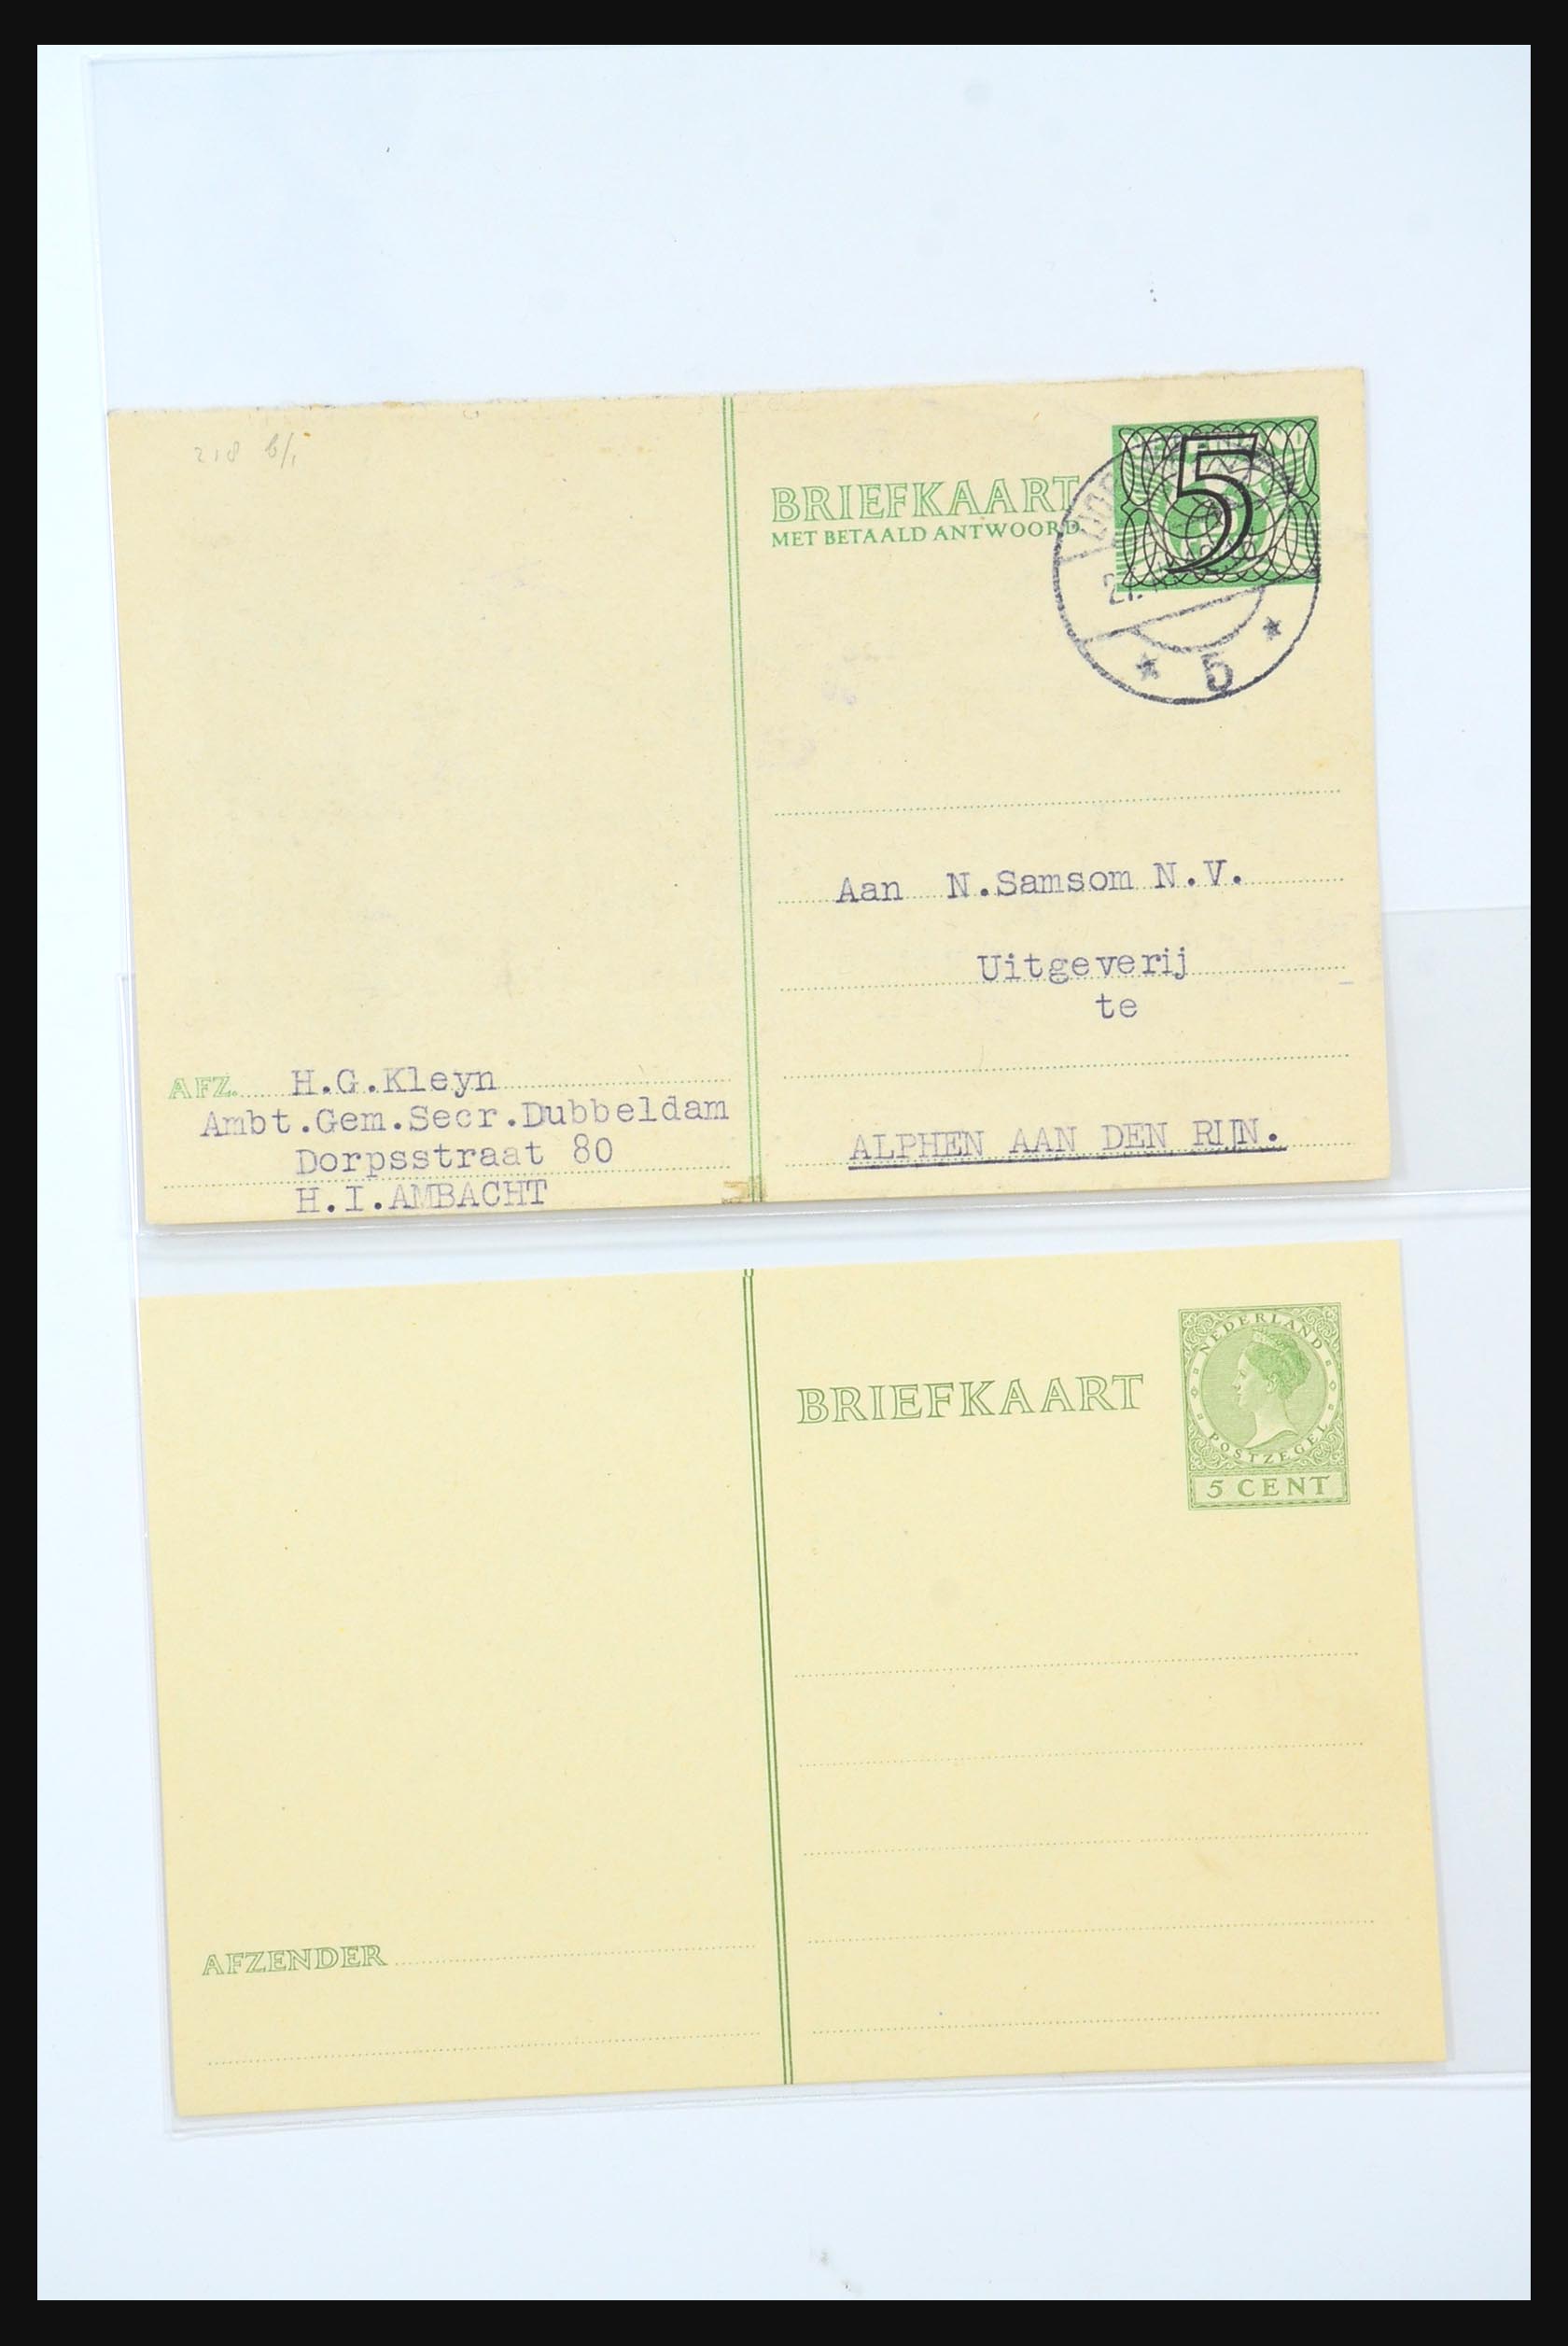 218 b/1
BRIEFKAART
MET BETAALD ANTWOORD
5
5
Aan N.Samsom N.V.
Uitgeverij
te
ALPHEN AAN DEN RIJN.
AFZ. H.G.Kleyn
Ambt.Gem.Secr.Dubbeldam
Dorpsstraat 80
H.I.AMBACHT
BRIEFKAART
NEDERLAND
POSTZEGEL
5 CENT
AFZENDER